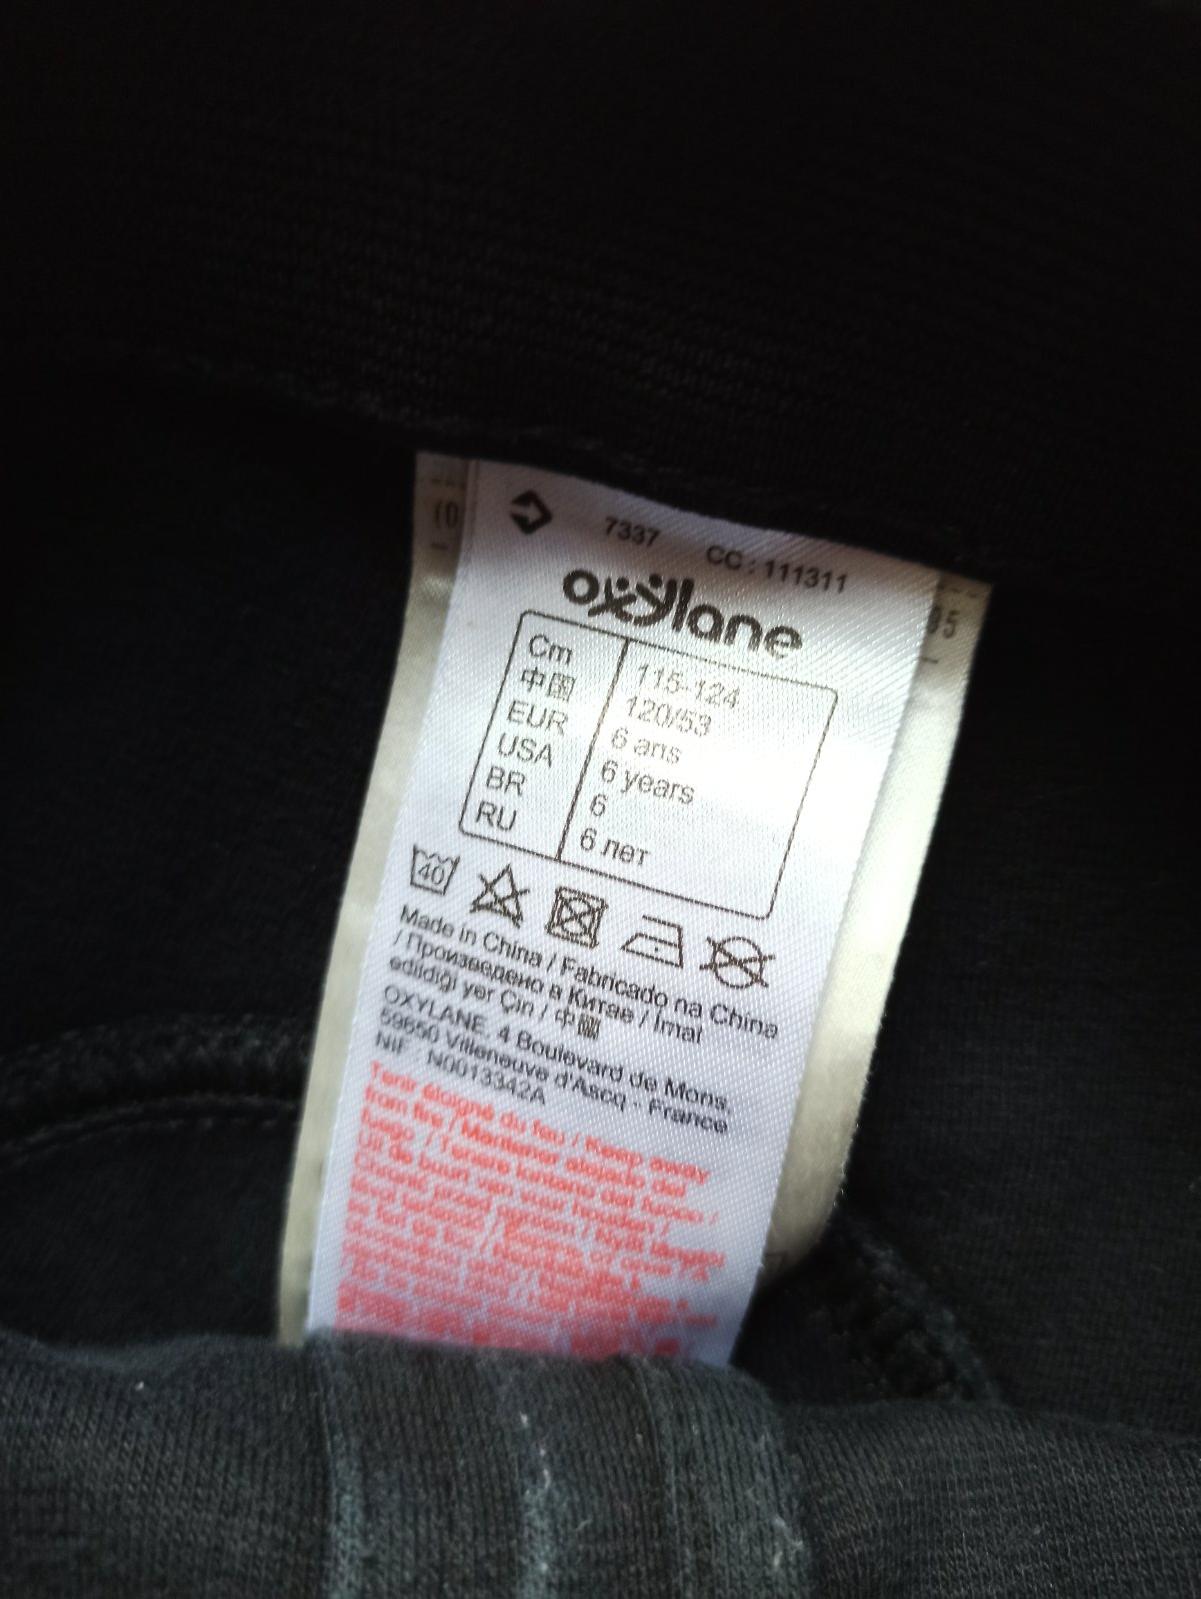 7337 CC : 111311
oxylane
Cm 115-124
中国 120/53
EUR 6 ans
USA 6 years
BR 6
RU 6 лет
40
Made in China / Fabricado na China
/ Произведено в Китае / İmal
edildiği yer Çin / 中國
OXYLANE, 4 Boulevard de Mons,
59650 Villeneuve d'Ascq - France
NIF : N0013342A
Tenir éloigné du feu / Keep away
from fire / Mantener alejado del
fuego / Tenere lontano dal fuoco /
Uit de buurt van vuur houden /